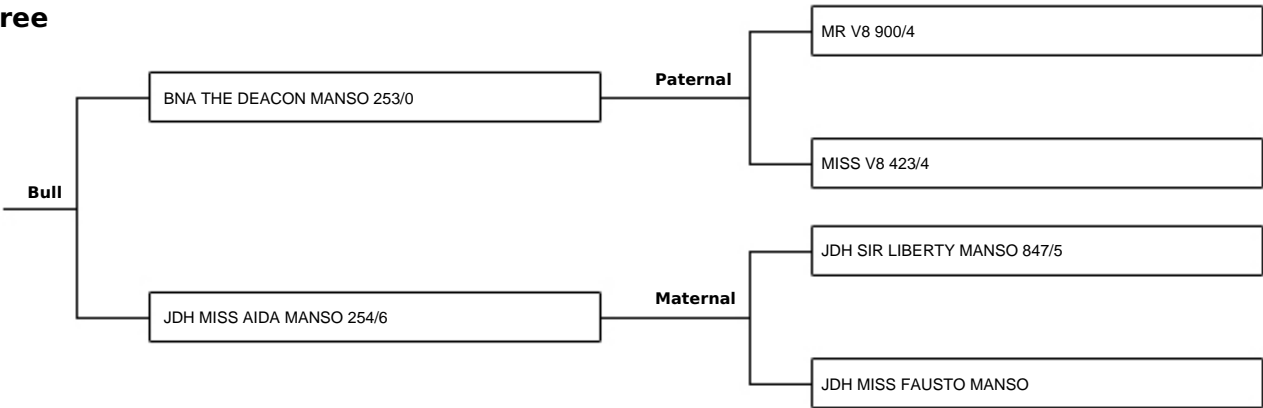 ree
MR V8 900/4
Paternal
BNA THE DEACON MANSO 253/0
MISS V8 423/4
Bull
JDH SIR LIBERTY MANSO 847/5
Maternal
JDH MISS AIDA MANSO 254/6
JDH MISS FAUSTO MANSO